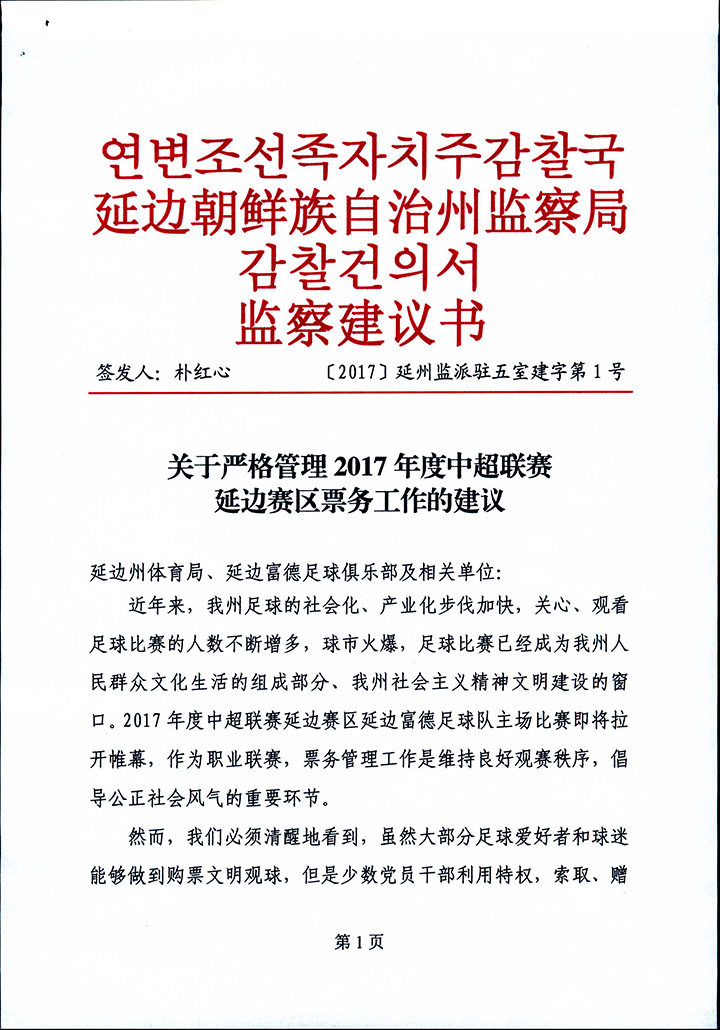 연변조선족자치주감찰국
延边朝鲜族自治州监察局
감찰건의서
监察建议书
签发人：朴红心 〔2017〕延州监派驻五室建字第 1 号
关于严格管理 2017 年度中超联赛
延边赛区票务工作的建议
延边州体育局、延边富德足球俱乐部及相关单位：
近年来，我州足球的社会化、产业化步伐加快，关心、观看
足球比赛的人数不断增多，球市火爆，足球比赛已经成为我州人
民群众文化生活的组成部分、我州社会主义精神文明建设的窗
口。2017 年度中超联赛延边赛区延边富德足球队主场比赛即将拉
开帷幕，作为职业联赛，票务管理工作是维持良好观赛秩序，倡
导公正社会风气的重要环节。
然而，我们必须清醒地看到，虽然大部分足球爱好者和球迷
能够做到购票文明观球，但是少数党员干部利用特权，索取、赠
第 1 页